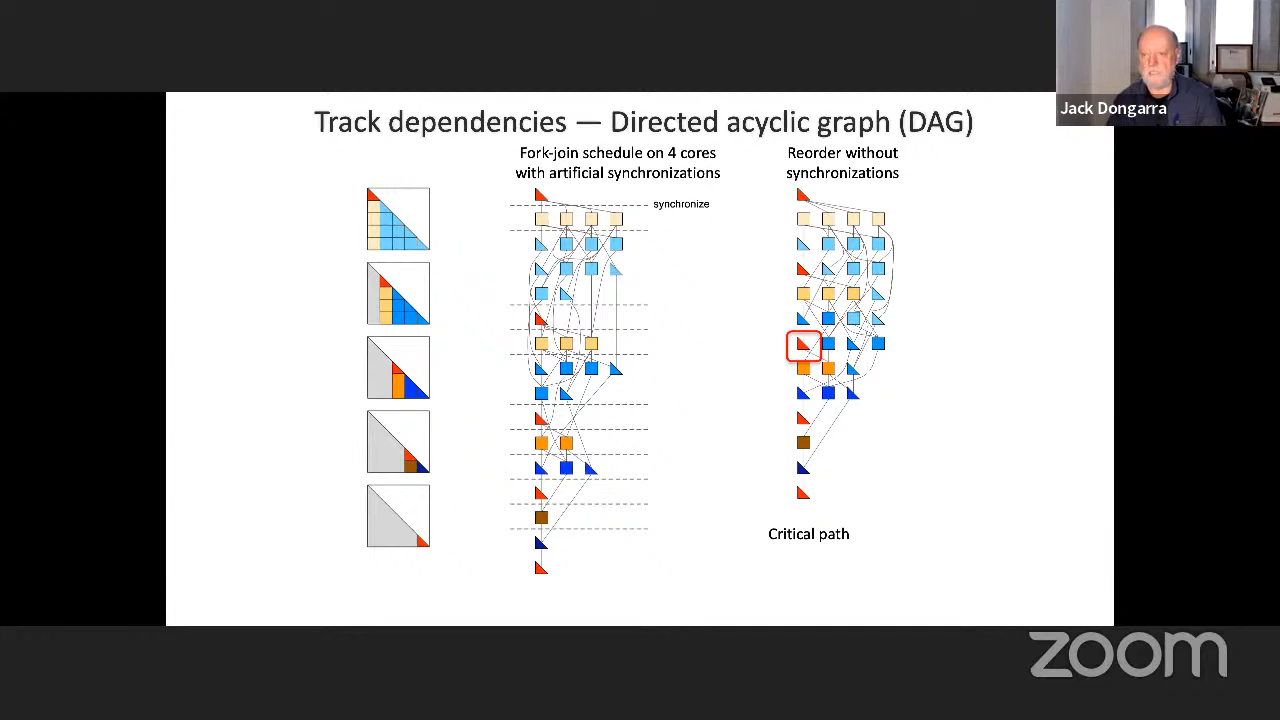 Jack Dongarra
Track dependencies — Directed acyclic graph (DAG)
Fork-join schedule on 4 cores
with artificial synchronizations
Reorder without
synchronizations
synchronize
Critical path
zoom